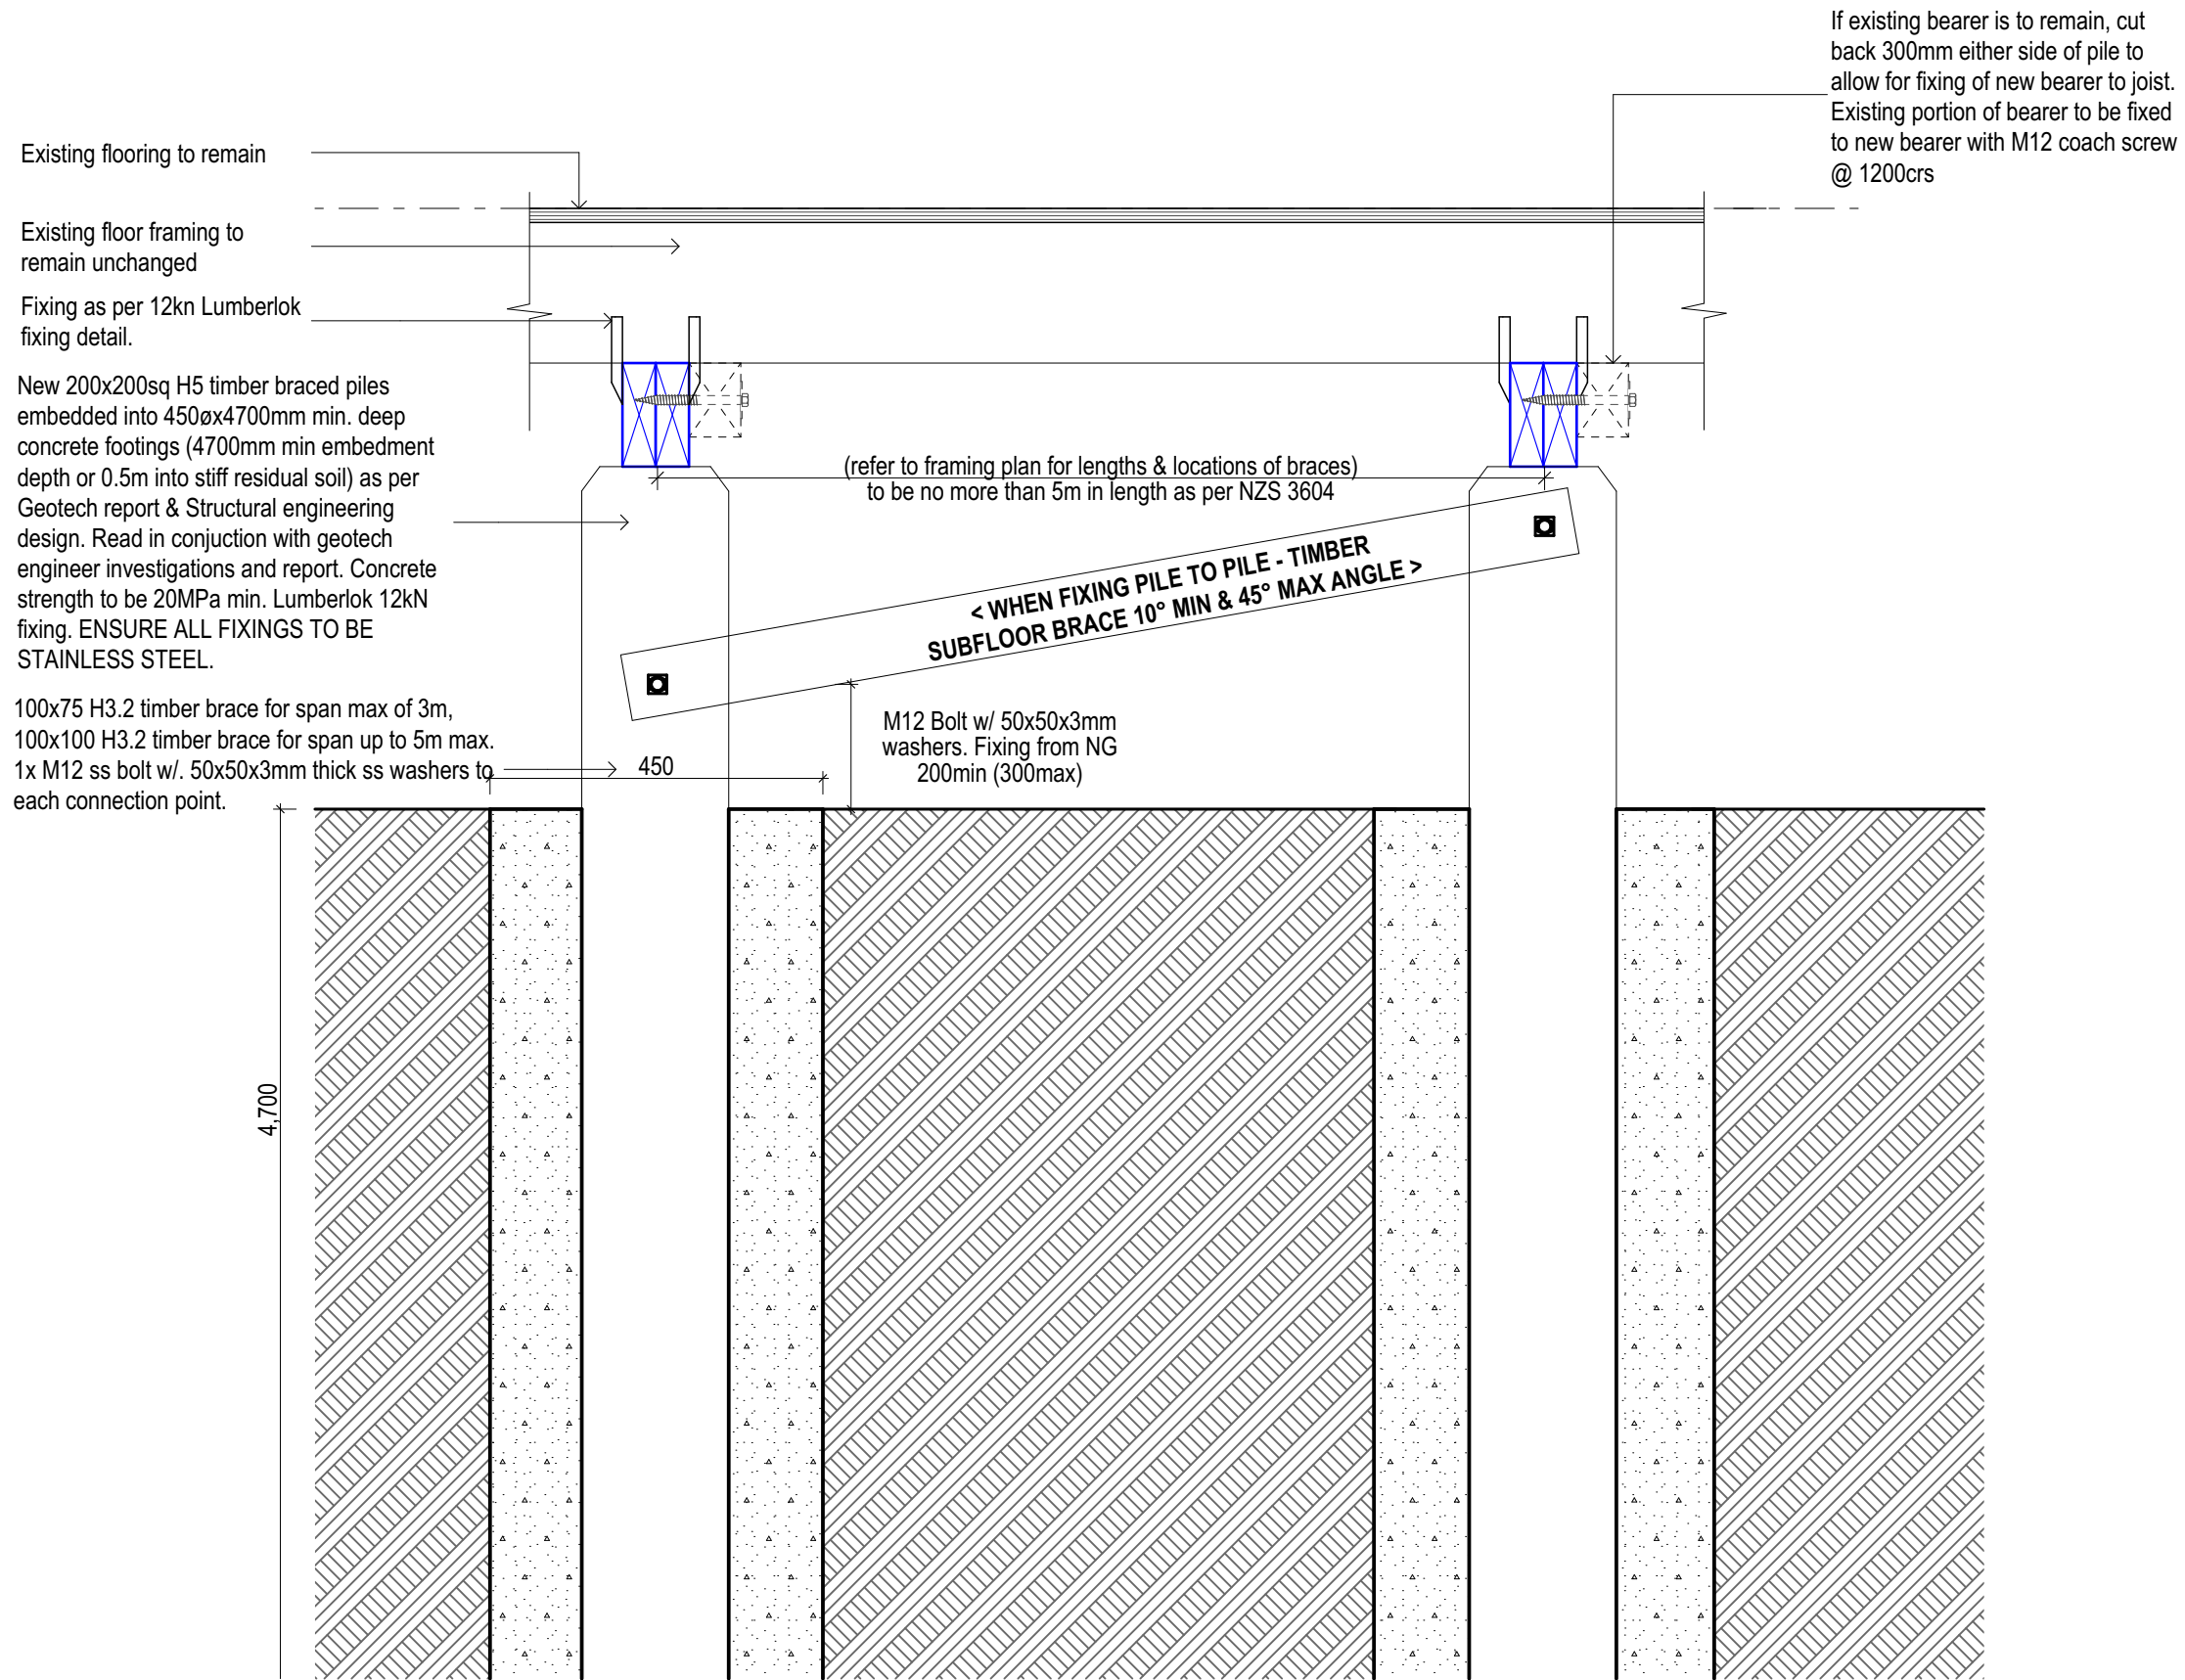 If existing bearer is to remain, cut
back 300mm either side of pile to
allow for fixing of new bearer to joist.
Existing portion of bearer to be fixed
to new bearer with M12 coach screw
@ 1200crs
Existing flooring to remain
Existing floor framing to
remain unchanged
Fixing as per 12kn Lumberlok
fixing detail.
New 200x200sq H5 timber braced piles
embedded into 450øx4700mm min. deep
concrete footings (4700mm min embedment
depth or 0.5m into stiff residual soil) as per
Geotech report & Structural engineering
design. Read in conjuction with geotech
engineer investigations and report. Concrete
strength to be 20MPa min. Lumberlok 12kN
fixing. ENSURE ALL FIXINGS TO BE
STAINLESS STEEL.
100x75 H3.2 timber brace for span max of 3m,
100x100 H3.2 timber brace for span up to 5m max.
1x M12 ss bolt w/. 50x50x3mm thick ss washers to
each connection point.
(refer to framing plan for lengths & locations of braces)
to be no more than 5m in length as per NZS 3604
< WHEN FIXING PILE TO PILE - TIMBER
SUBFLOOR BRACE 10° MIN & 45° MAX ANGLE >
M12 Bolt w/ 50x50x3mm
washers. Fixing from NG
200min (300max)
450
4,700